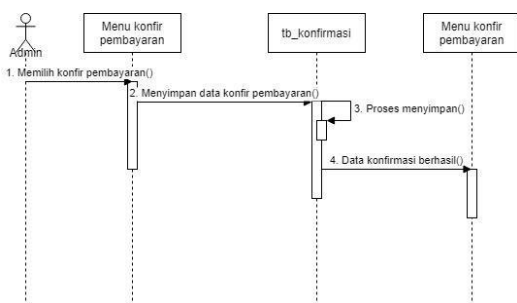 Menu konfir
pembayaran
tb_konfirmasi
Menu konfir
pembayaran
Admin
1. Memilih konfir pembayaran()
2. Menyimpan data konfir pembayaran()
3. Proses menyimpan()
4. Data konfirmasi berhasil()